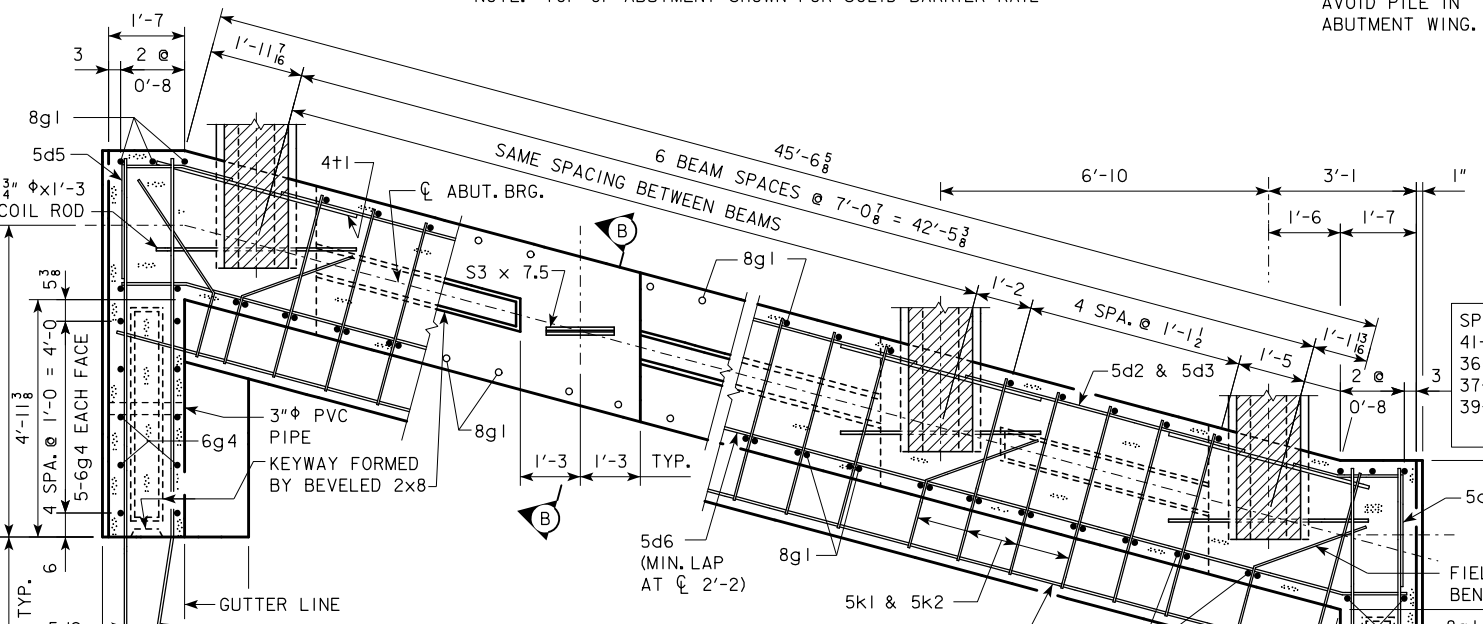 NOTE: TOP OF ABUTMENT SHOWN FOR SOLID BARRIER RAIL
AVOID PILE IN
ABUTMENT WING.
1'-7
3
2 @
0'-8
1'-11 7/16
8g1
5d5
3/4" Φx1'-3
COIL ROD
4t1
℄ ABUT. BRG.
SAME SPACING BETWEEN BEAMS
6 BEAM SPACES @ 7'-0 7/8 = 42'-5 3/8
45'-6 5/8
B
6'-10
3'-1
1"
1'-6
1'-7
S3 x 7.5
8g1
1'-2
4 SPA. @ 1'-1 1/2
1'-5
1'-1 13/16
2 @
0'-8
3
SP
41-
36
37-
39-
5 3/8
4'-11 3/8
4 SPA. @ 1'-0 = 4'-0
5-6g4 EACH FACE
6
TYP.
3"Φ PVC
PIPE
6g4
8g1
KEYWAY FORMED
BY BEVELED 2x8
1'-3
1'-3
TYP.
B
5d2 & 5d3
5d6
(MIN. LAP
AT ℄ 2'-2)
8g1
5k1 & 5k2
GUTTER LINE
FIEL
BEN